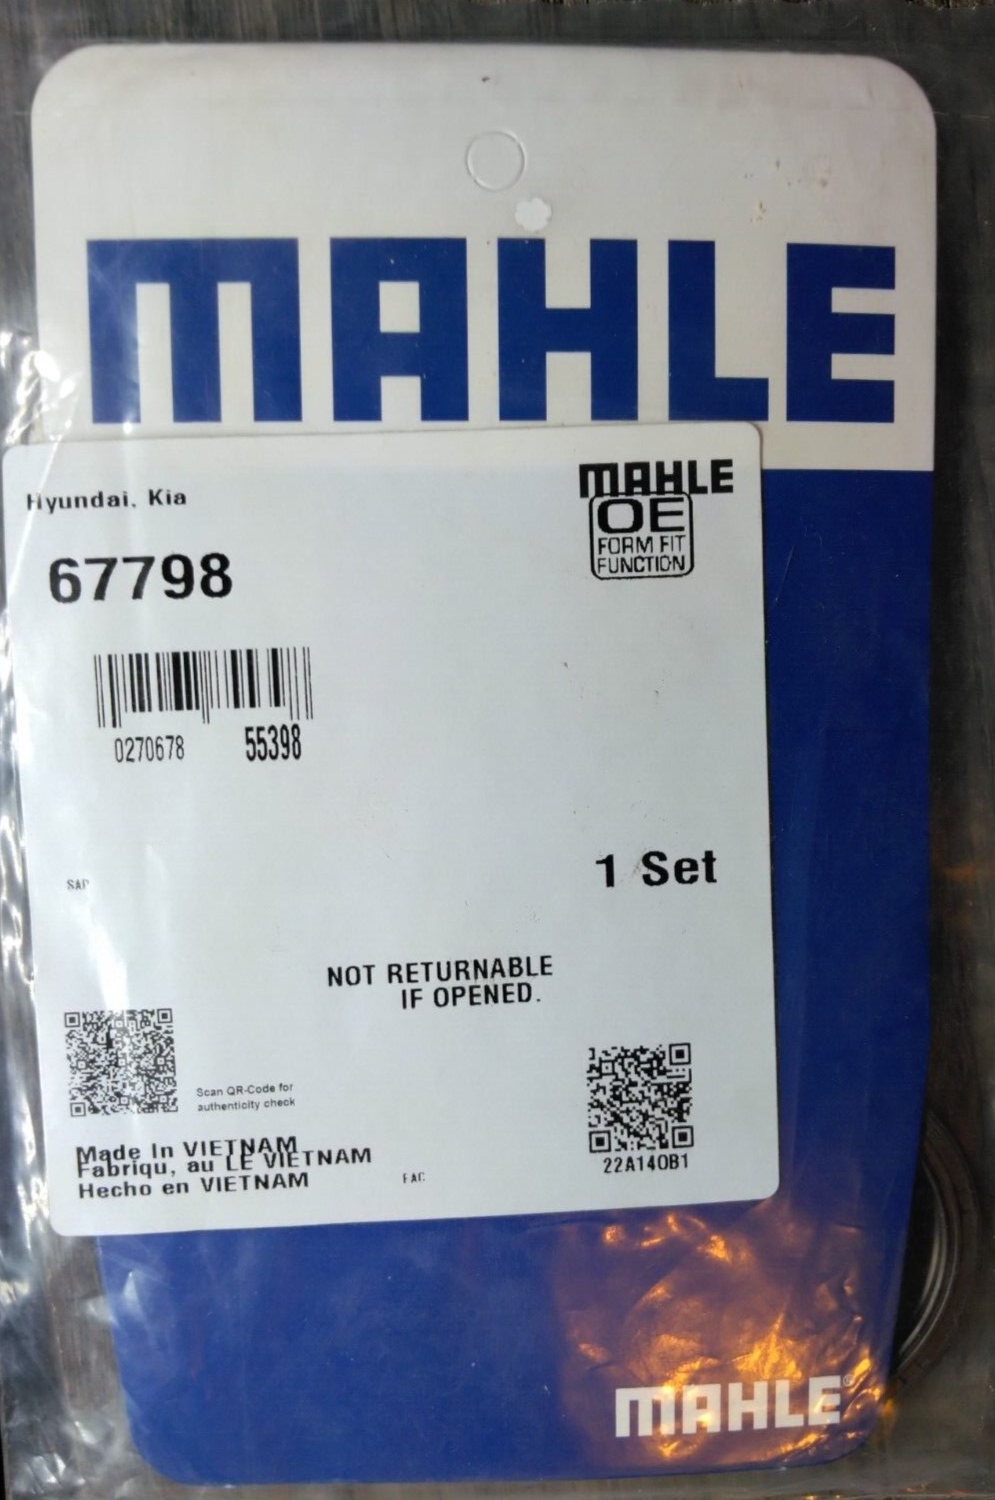 MAHLE
Hyundai, Kia
MAHLE
OE
FORM FIT
FUNCTION
67798
0270678 55398
1 Set
SAP
NOT RETURNABLE
IF OPENED.
Scan QR-Code for
authenticity check
22A140B1
Made In VIETNAM
Fabriqu, au LE VIETNAM
Hecho en VIETNAM
FAC
MAHLE®